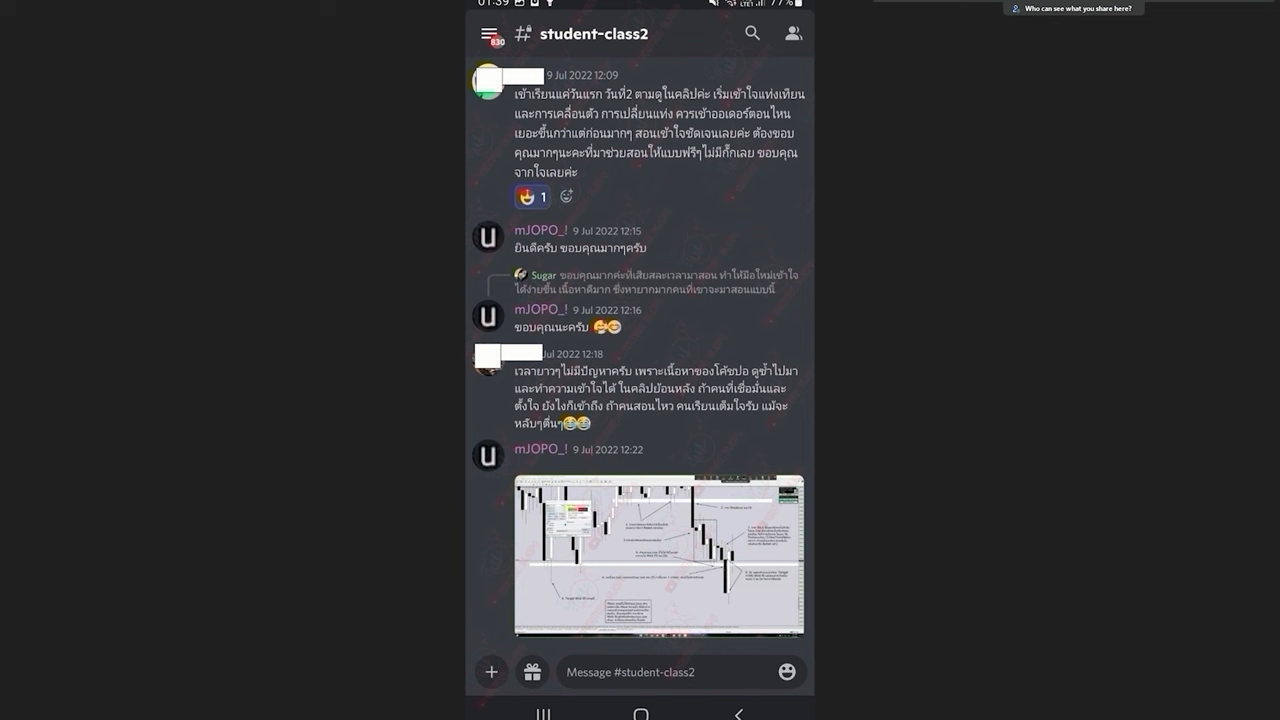 01:39
77%
Who can see what you share here?
830
student-class2
9 Jul 2022 12:09
เข้าเรียนแค่วันแรก วันที่2 ตามดูในคลิปค่ะ เริ่มเข้าใจแท่งเทียน
และการเคลื่อนตัว การเปลี่ยนแท่ง ควรเข้าออเดอร์ตอนไหน
เยอะขึ้นกว่าแต่ก่อนมากๆ สอนเข้าใจชัดเจนเลยค่ะ ต้องขอบ
คุณมากๆนะคะที่มาช่วยสอนให้แบบฟรีๆไม่มีกั๊กเลย ขอบคุณ
จากใจเลยค่ะ
1
mJOPO_! 9 Jul 2022 12:15
ยินดีครับ ขอบคุณมากๆครับ
Sugar ขอบคุณมากค่ะที่เสียสละเวลามาสอน ทำให้มือใหม่เข้าใจ
ได้ง่ายขึ้น เนื้อหาดีมาก ซึ่งหายากมากคนที่เขาจะมาสอนแบบนี้
mJOPO_! 9 Jul 2022 12:16
ขอบคุณนะครับ 🥰😊
Jul 2022 12:18
เวลายาวๆไม่มีปัญหาครับ เพราะเนื้อหาของโค้ชปอ ดูซ้ำไปมา
และทำความเข้าใจได้ ในคลิปย้อนหลัง ถ้าคนที่เชื่อมั่นและ
ตั้งใจ ยังไงก็เข้าถึง ถ้าคนสอนไหว คนเรียนเต็มใจรับ แม้จะ
หลับๆตื่นๆ😂😂
mJOPO_! 9 Jul 2022 12:22
Message #student-class2